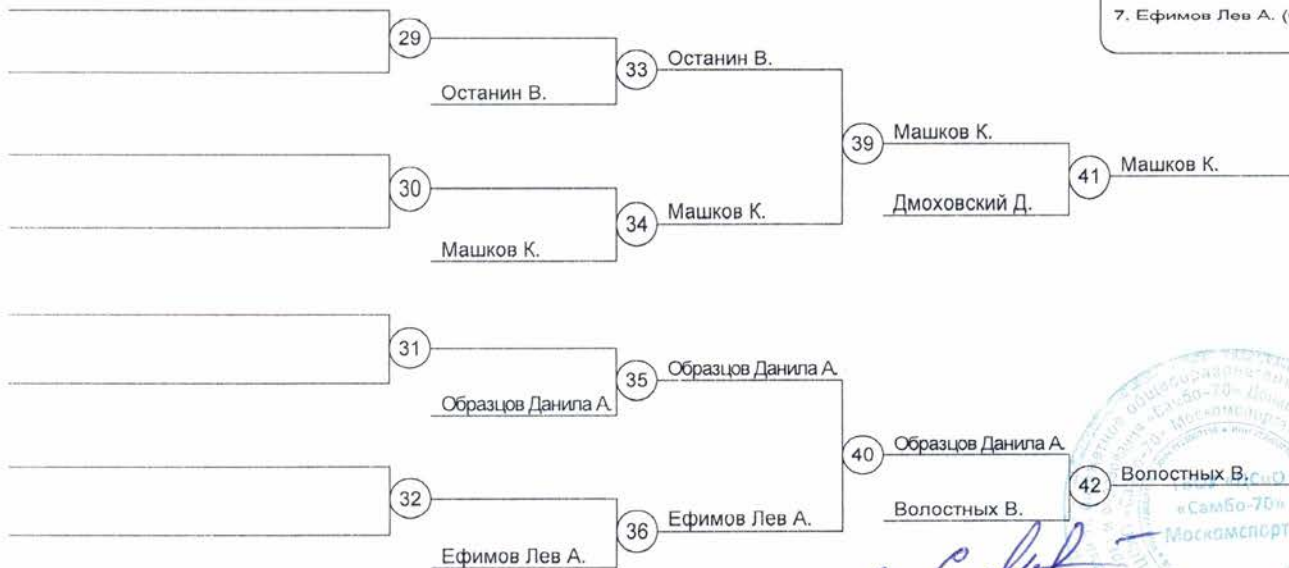 7. Ефимов Лев А. (
29
33 Останин В.
Останин В.
39 Машков К.
41 Машков К.
30
34 Машков К.
Дмоховский Д.
Машков К.
31
35 Образцов Данила А.
Образцов Данила А.
40 Образцов Данила А.
42 Волостных В.
32
36 Ефимов Лев А.
Волостных В.
Ефимов Лев А.
«Самбо-70»
Москомспорт